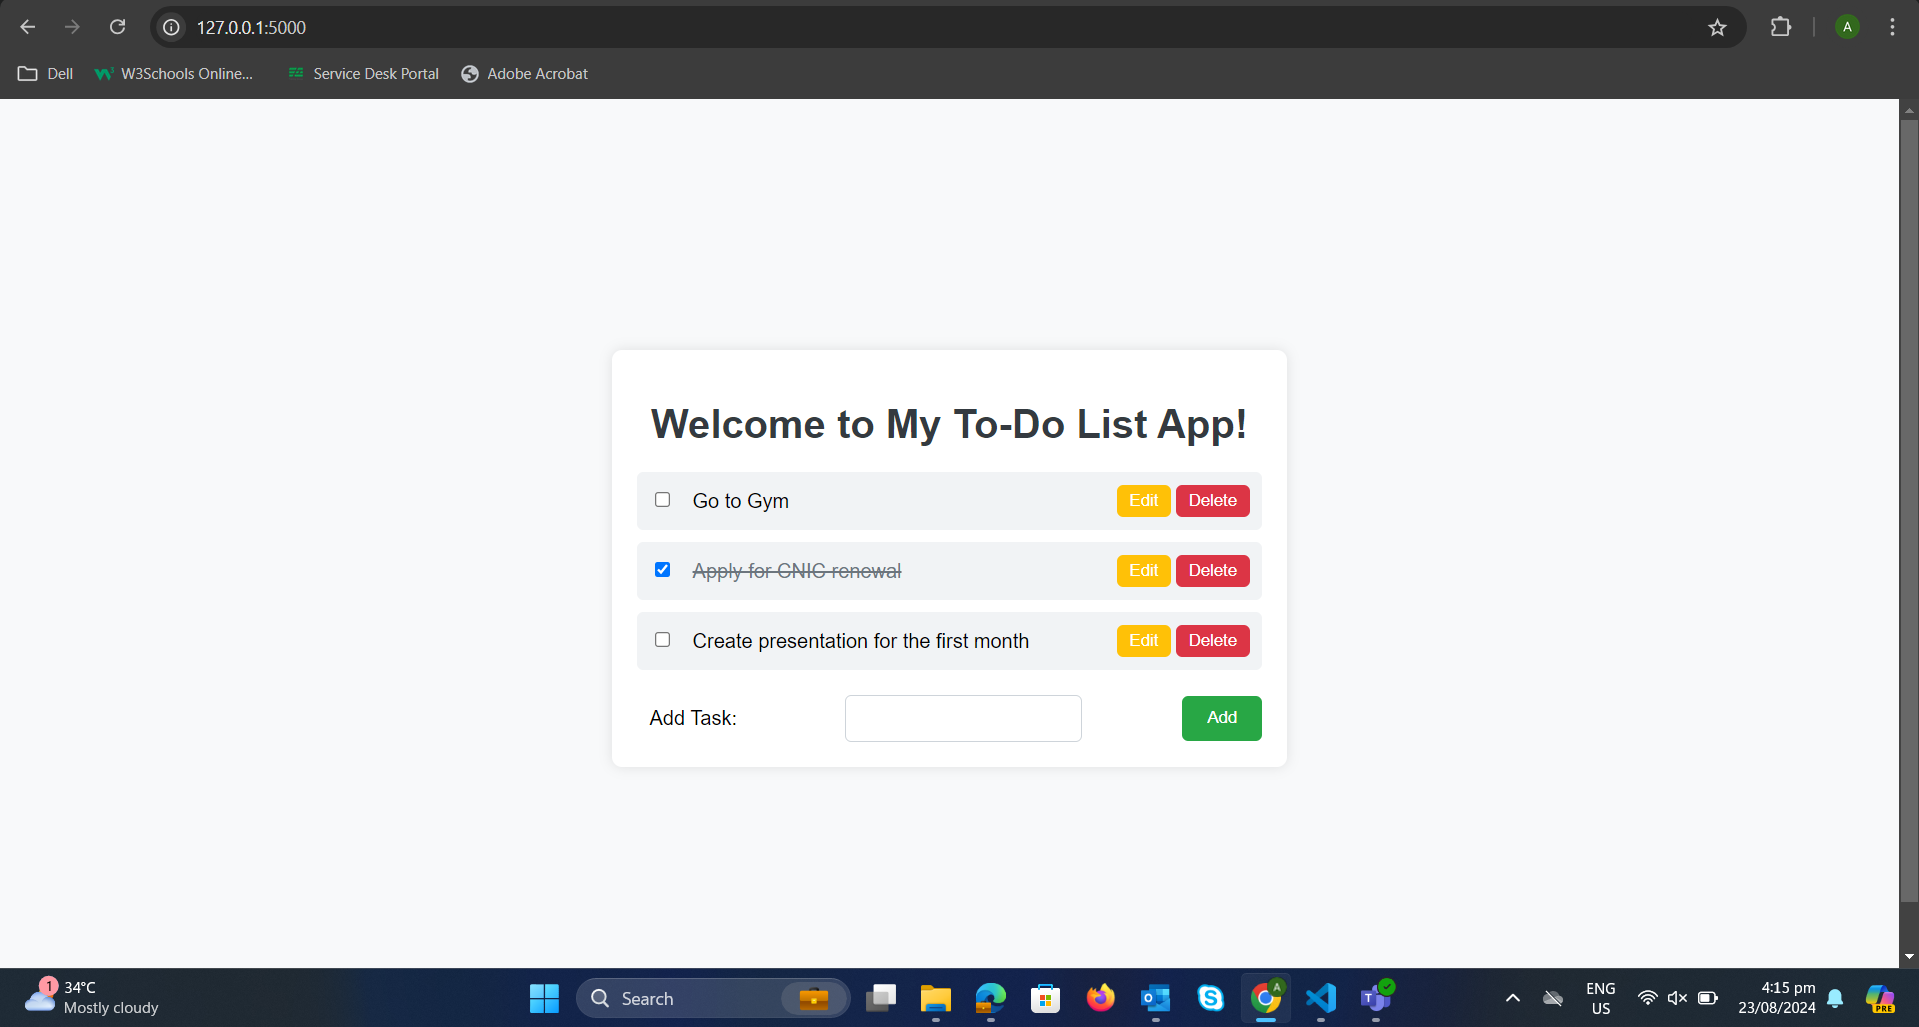 127.0.0.1:5000
A
Dell
W3Schools Online...
Service Desk Portal
Adobe Acrobat
Welcome to My To-Do List App!
Go to Gym
Edit Delete
Apply for CNIC renewal
Edit Delete
Create presentation for the first month
Edit Delete
Add Task:
Add
1
34°C
Mostly cloudy
Search
A
ENG
US
4:15 pm
23/08/2024
PRE